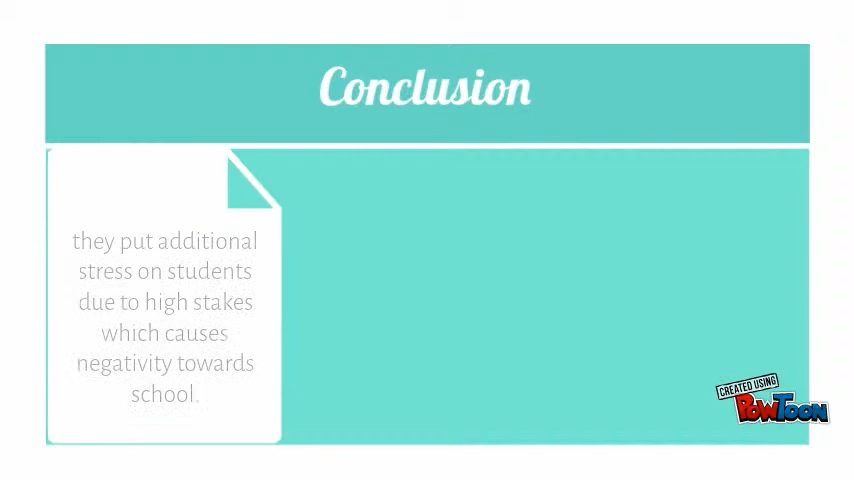 Conclusion
they put additional
stress on students
due to high stakes
which causes
negativity towards
school.
CREATED USING
POWTOON